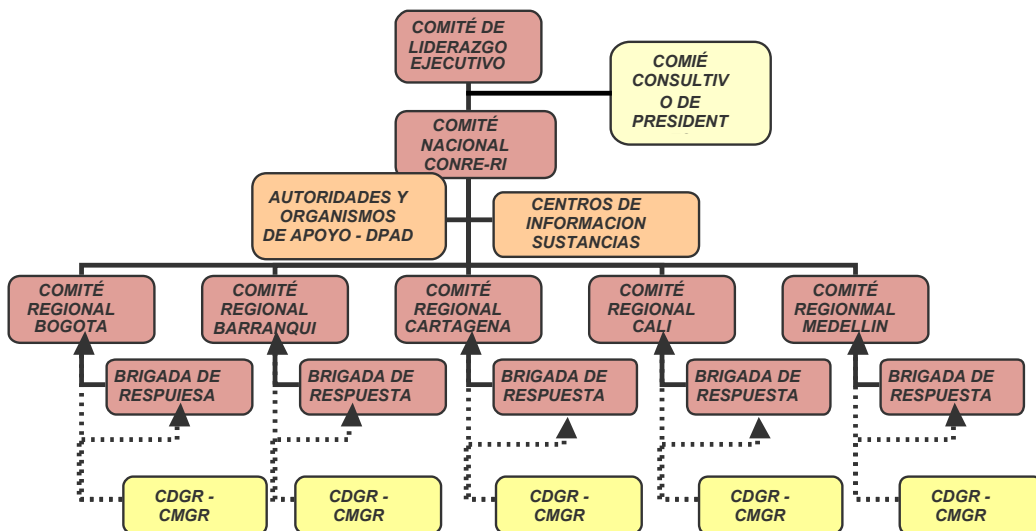 COMITÉ DE
LIDERAZGO
EJECUTIVO
COMIÉ
CONSULTIV
O DE
PRESIDENT
COMITÉ
NACIONAL
CONRE-RI
AUTORIDADES Y
ORGANISMOS
DE APOYO - DPAD
CENTROS DE
INFORMACION
SUSTANCIAS
COMITÉ
REGIONAL
BOGOTA
COMITÉ
REGIONAL
BARRANQUI
COMITÉ
REGIONAL
CARTAGENA
COMITÉ
REGIONAL
CALI
COMITÉ
REGIONMAL
MEDELLIN
BRIGADA DE
RESPUIESA
BRIGADA DE
RESPUESTA
BRIGADA DE
RESPUESTA
BRIGADA DE
RESPUESTA
BRIGADA DE
RESPUESTA
CDGR -
CMGR
CDGR -
CMGR
CDGR -
CMGR
CDGR -
CMGR
CDGR -
CMGR